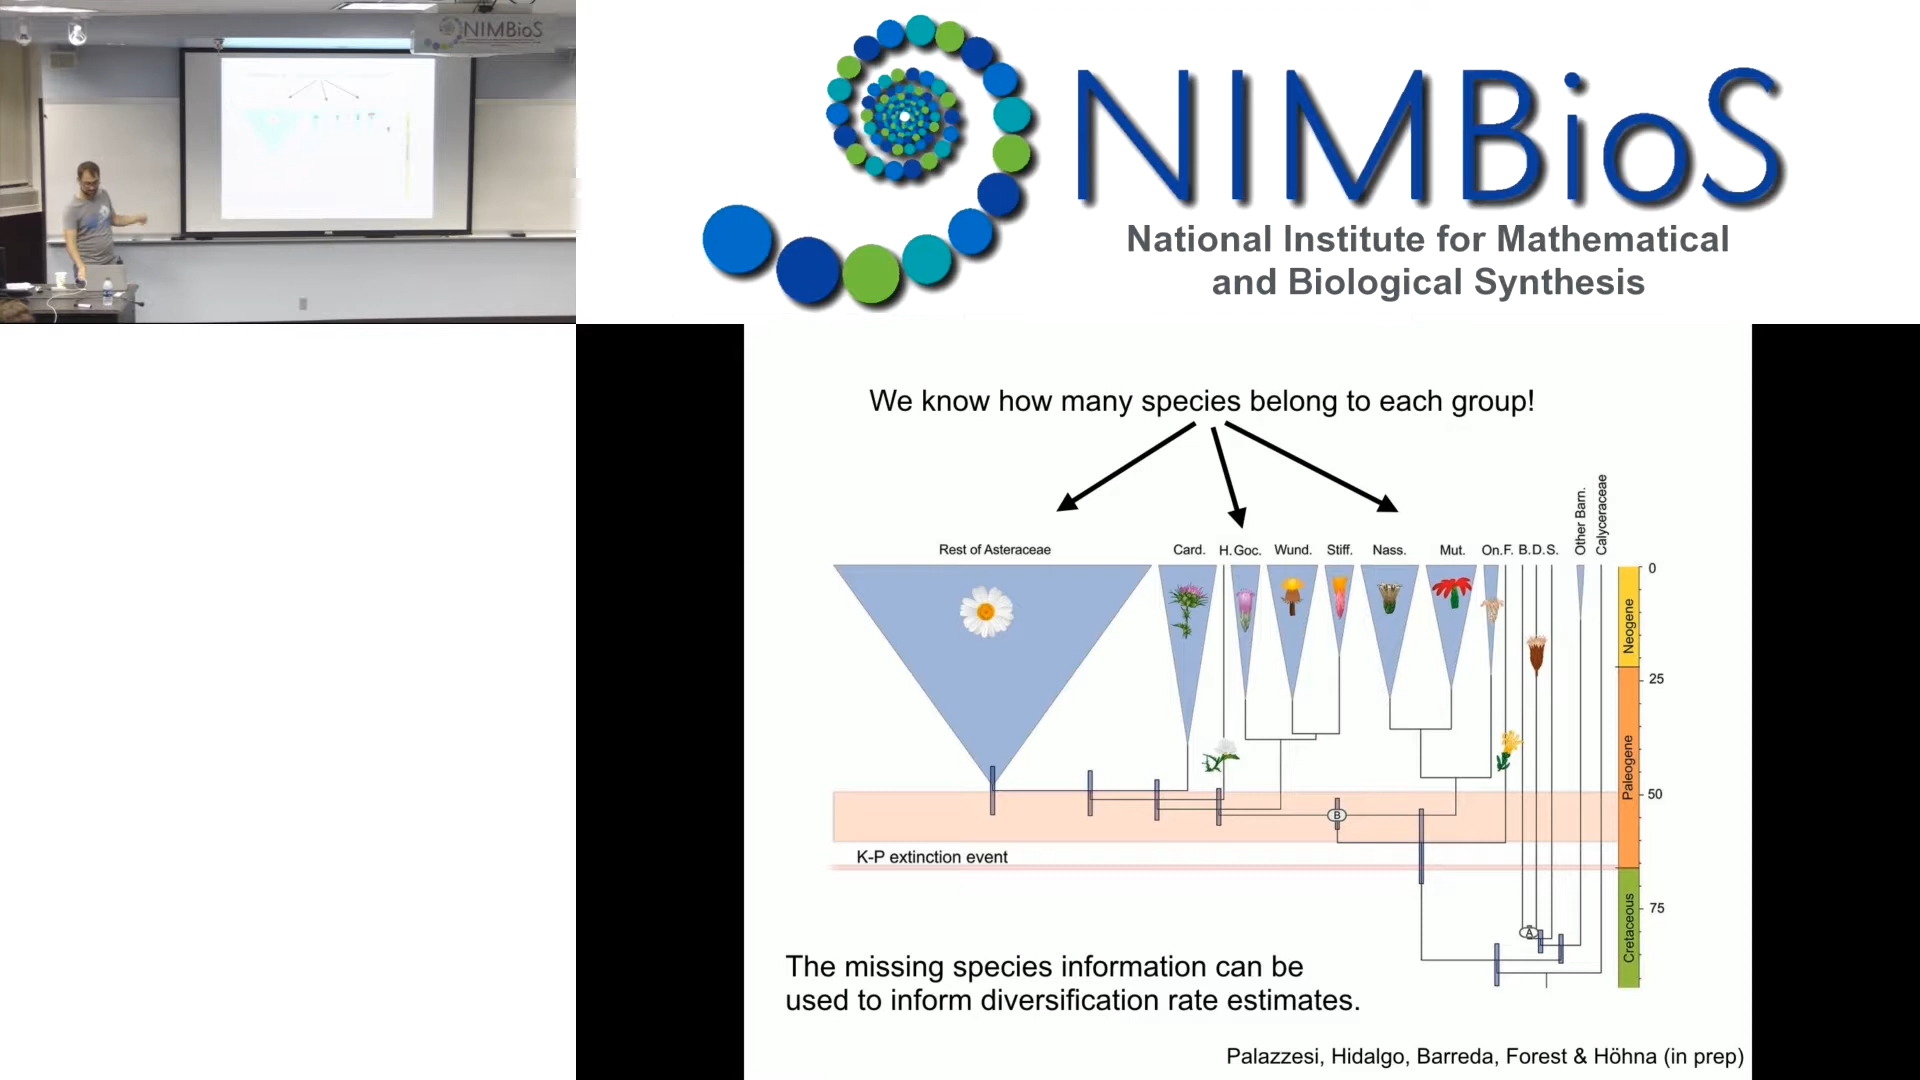 NIMBioS
NIMBioS
National Institute for Mathematical
and Biological Synthesis
We know how many species belong to each group!
Other Barn.
Calyceraceae
Rest of Asteraceae
Card.
H. Goc.
Wund.
Stiff.
Nass.
Mut.
On. F. B. D. S.
0
Neogene
25
Paleogene
50
B
K-P extinction event
75
A
Cretaceous
The missing species information can be
used to inform diversification rate estimates.
Palazzesi, Hidalgo, Barreda, Forest & Höhna (in prep)